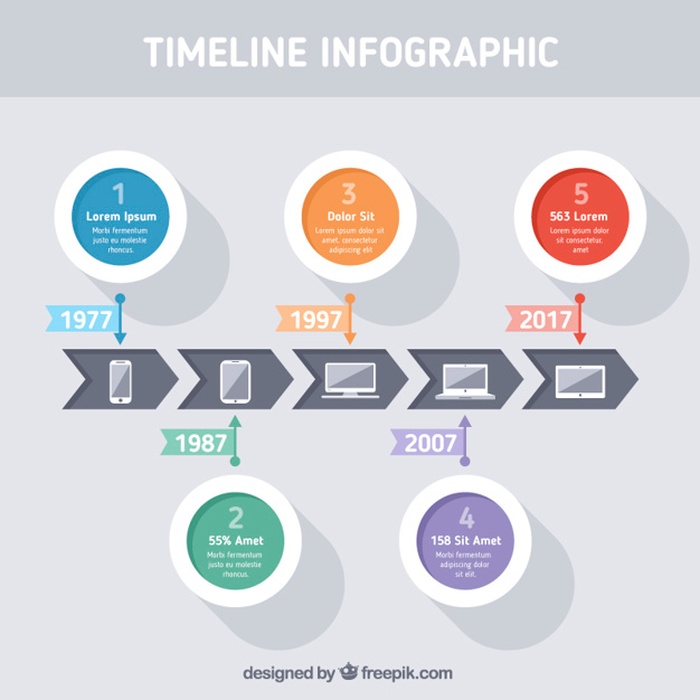 TIMELINE INFOGRAPHIC
1
Lorem Ipsum
Morbi fermentum
justo eu molestie
rhoncus.
3
Dolor Sit
Lorem ipsum dolor sit
amet, consectetur
adipiscing elit
5
563 Lorem
Lorem ipsum dolor
sit consectetur,
amet
1977
1997
2017
1987
2007
2
55% Amet
Morbi fermentum
justo eu molestie
rhoncus.
4
158 Sit Amet
Morbi fermentum
adipiscing dolor
sit elit.
designed by freepik.com